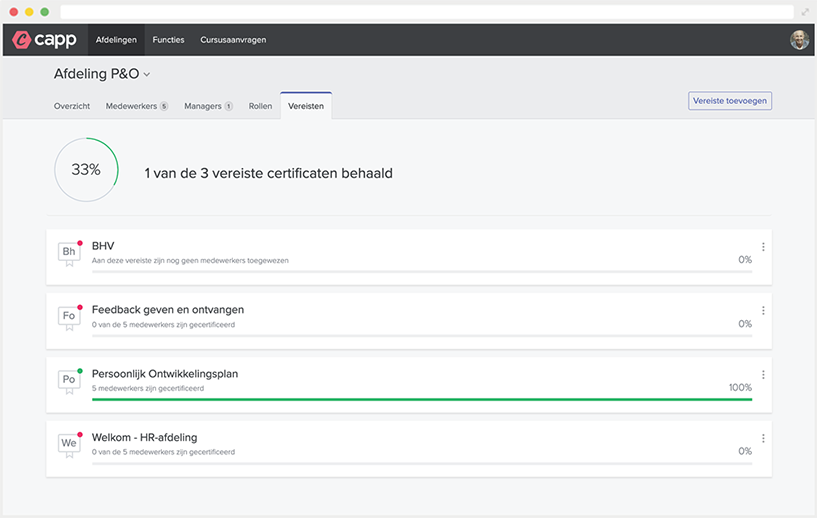 capp Afdelingen Functies Cursusaanvragen
Afdeling P&O
Overzicht Medewerkers 5 Managers 1 Rollen Vereisten Vereiste toevoegen
33% 1 van de 3 vereiste certificaten behaald
Bh BHV
Aan deze vereiste zijn nog geen medewerkers toegewezen 0%
Fo Feedback geven en ontvangen
0 van de 5 medewerkers zijn gecertificeerd 0%
Po Persoonlijk Ontwikkelingsplan
5 medewerkers zijn gecertificeerd 100%
We Welkom - HR-afdeling
0 van de 5 medewerkers zijn gecertificeerd 0%